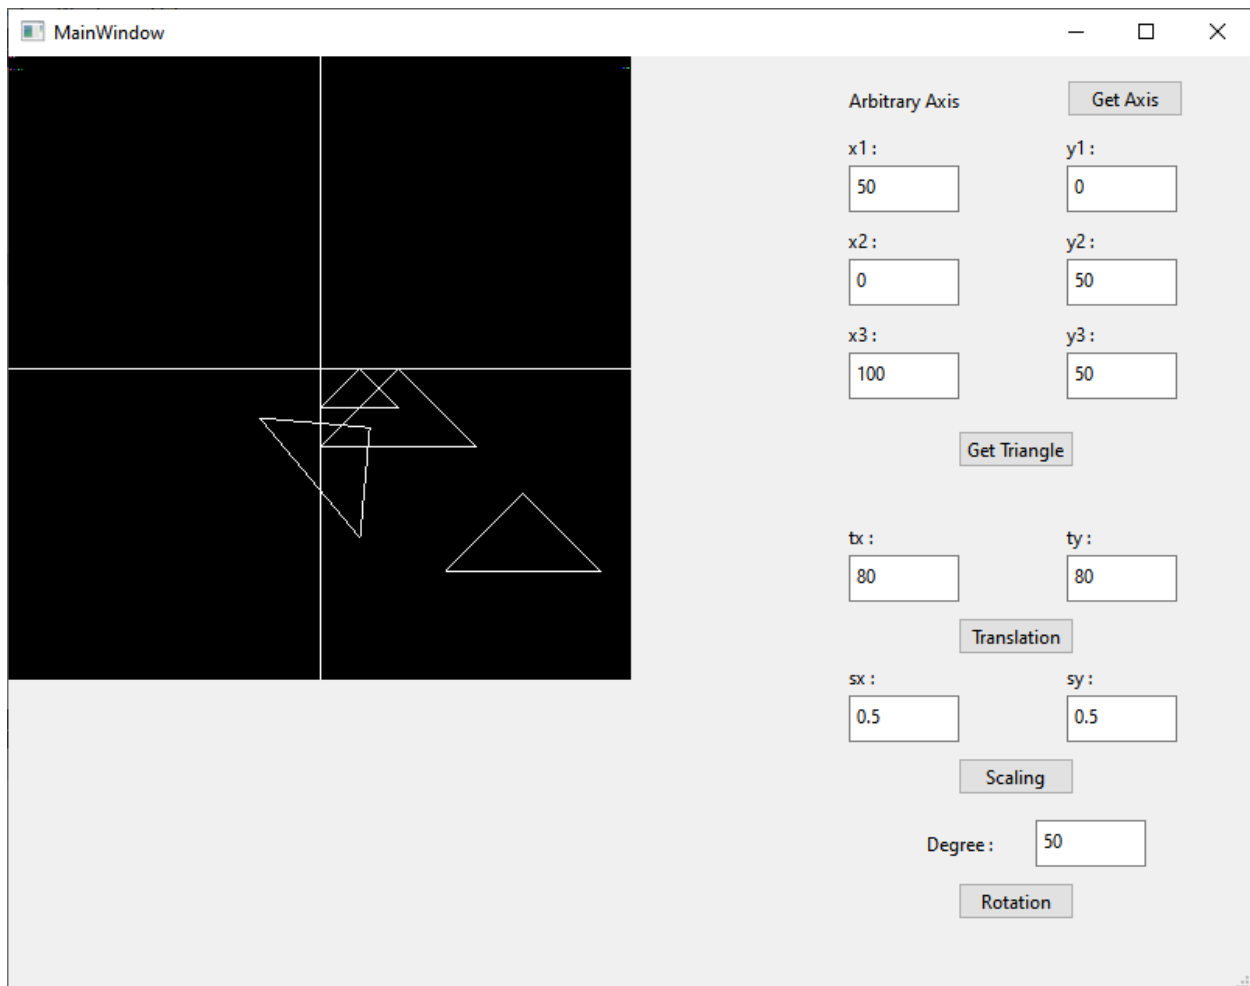 MainWindow
Arbitrary Axis
Get Axis
x1 :
y1 :
50
0
x2 :
y2 :
0
50
x3 :
y3 :
100
50
Get Triangle
tx :
ty :
80
80
Translation
sx :
sy :
0.5
0.5
Scaling
Degree :
50
Rotation